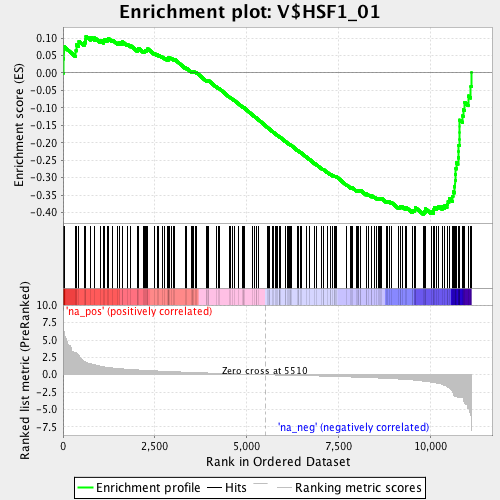 Enrichment plot: V$HSF1_01
Enrichment score (ES)
0.10
0.05
0.00
-0.05
-0.10
-0.15
-0.20
-0.25
-0.30
-0.35
-0.40
'na_pos' (positively correlated)
Ranked list metric (PreRanked)
10.0
7.5
5.0
2.5
0.0
-2.5
-5.0
-7.5
Zero cross at 5510
'na_neg' (negatively correlated)
0
2,500
5,000
7,500
10,000
Rank in Ordered Dataset
Enrichment profile
Hits
Ranking metric scores